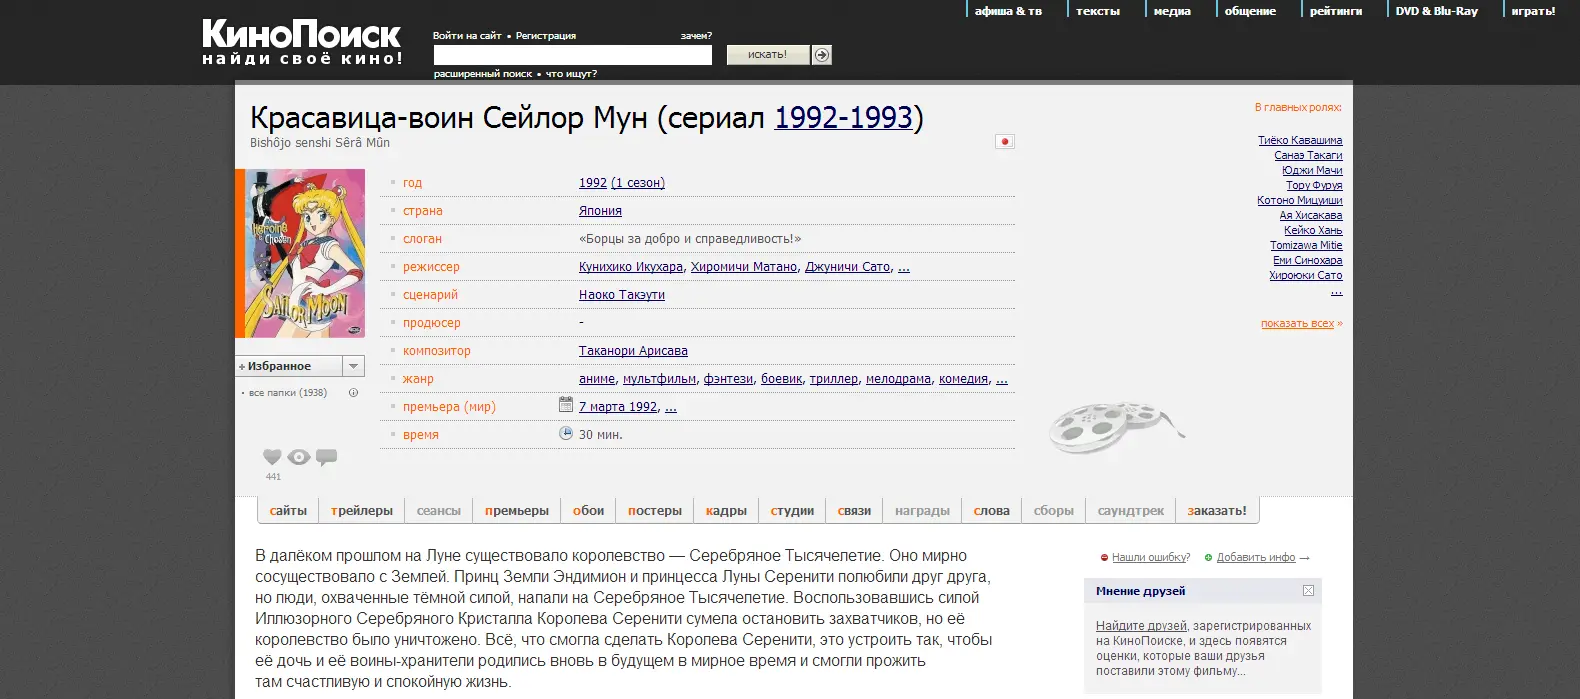 афиша & тв
тексты
медиа
общение
рейтинги
DVD & Blu-Ray
играть!
КиноПоиск
найди своё кино!
Войти на сайт • Регистрация
зачем?
искать!
расширенный поиск • что ищут?
Красавица-воин Сейлор Мун (сериал 1992-1993)
Bishôjo senshi Sêrâ Mûn
The Heroine is Chosen
SAILOR MOON
+ Избранное
• все папки (1938)
441
год 1992 (1 сезон)
страна Япония
слоган «Борцы за добро и справедливость!»
режиссер Кунихико Икухара, Хиромичи Матано, Джуничи Сато, ...
сценарий Наоко Такэути
продюсер -
композитор Таканори Арисава
жанр аниме, мультфильм, фэнтези, боевик, триллер, мелодрама, комедия, ...
премьера (мир) 7 марта 1992, ...
время 30 мин.
В главных ролях:
Тиёко Кавашима
Санаэ Такаги
Юджи Мачи
Тору Фуруя
Котоно Мицуиши
Ая Хисакава
Кейко Хань
Tomizawa Mitie
Еми Синохара
Хироюки Сато
...
показать всех »
сайты
трейлеры
сеансы
премьеры
обои
постеры
кадры
студии
связи
награды
слова
сборы
саундтрек
заказать!
В далёком прошлом на Луне существовало королевство — Серебряное Тысячелетие. Оно мирно
сосуществовало с Землей. Принц Земли Эндимион и принцесса Луны Серенити полюбили друг друга,
но люди, охваченные тёмной силой, напали на Серебряное Тысячелетие. Воспользовавшись силой
Иллюзорного Серебряного Кристалла Королева Серенити сумела остановить захватчиков, но её
королевство было уничтожено. Всё, что смогла сделать Королева Серенити, это устроить так, чтобы
её дочь и её воины-хранители родились вновь в будущем в мирное время и смогли прожить
там счастливую и спокойную жизнь.
Нашли ошибку?
Добавить инфо →
Мнение друзей
Найдите друзей, зарегистрированных
на КиноПоиске, и здесь появятся
оценки, которые ваши друзья
поставили этому фильму...